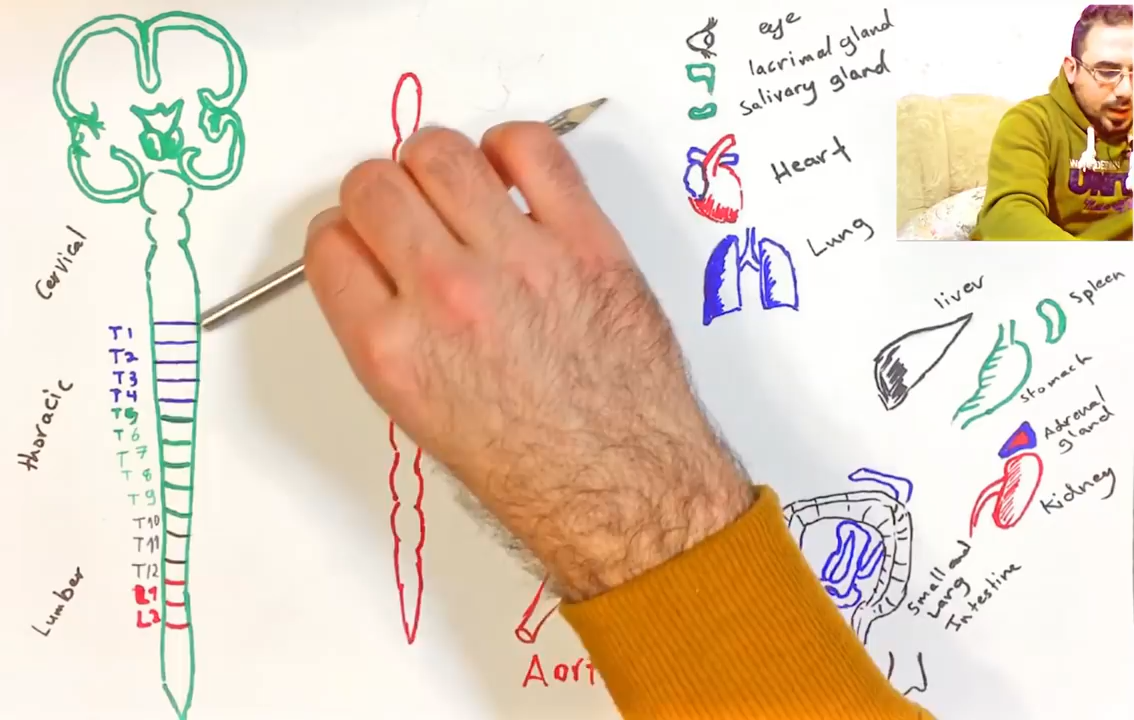 Cervical
thoracic
Lumber
T1
T2
T3
T4
T5
T6
T7
T8
T9
T10
T11
T12
L1
L2
Aort
eye
lacrimal gland
Salivary gland
Heart
Lung
liver
Spleen
Stomach
Adrenal
gland
Kidney
Small and
Larg
Intestine